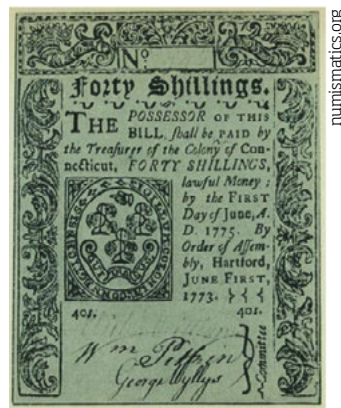 No
Forty Shillings.
THE POSSESSOR OF THIS
BILL, shall be PAID by
the Treasurer of the Colony of Con-
necticut, FORTY SHILLINGS,
lawful Money;
by the FIRST
Day of June, A.
D. 1775. By
Order of Assem-
bly, Hartford,
JUNE FIRST,
1773.
40s. 40s.
Wm Pitkin
George Wyllys
Committee
numismatics.org